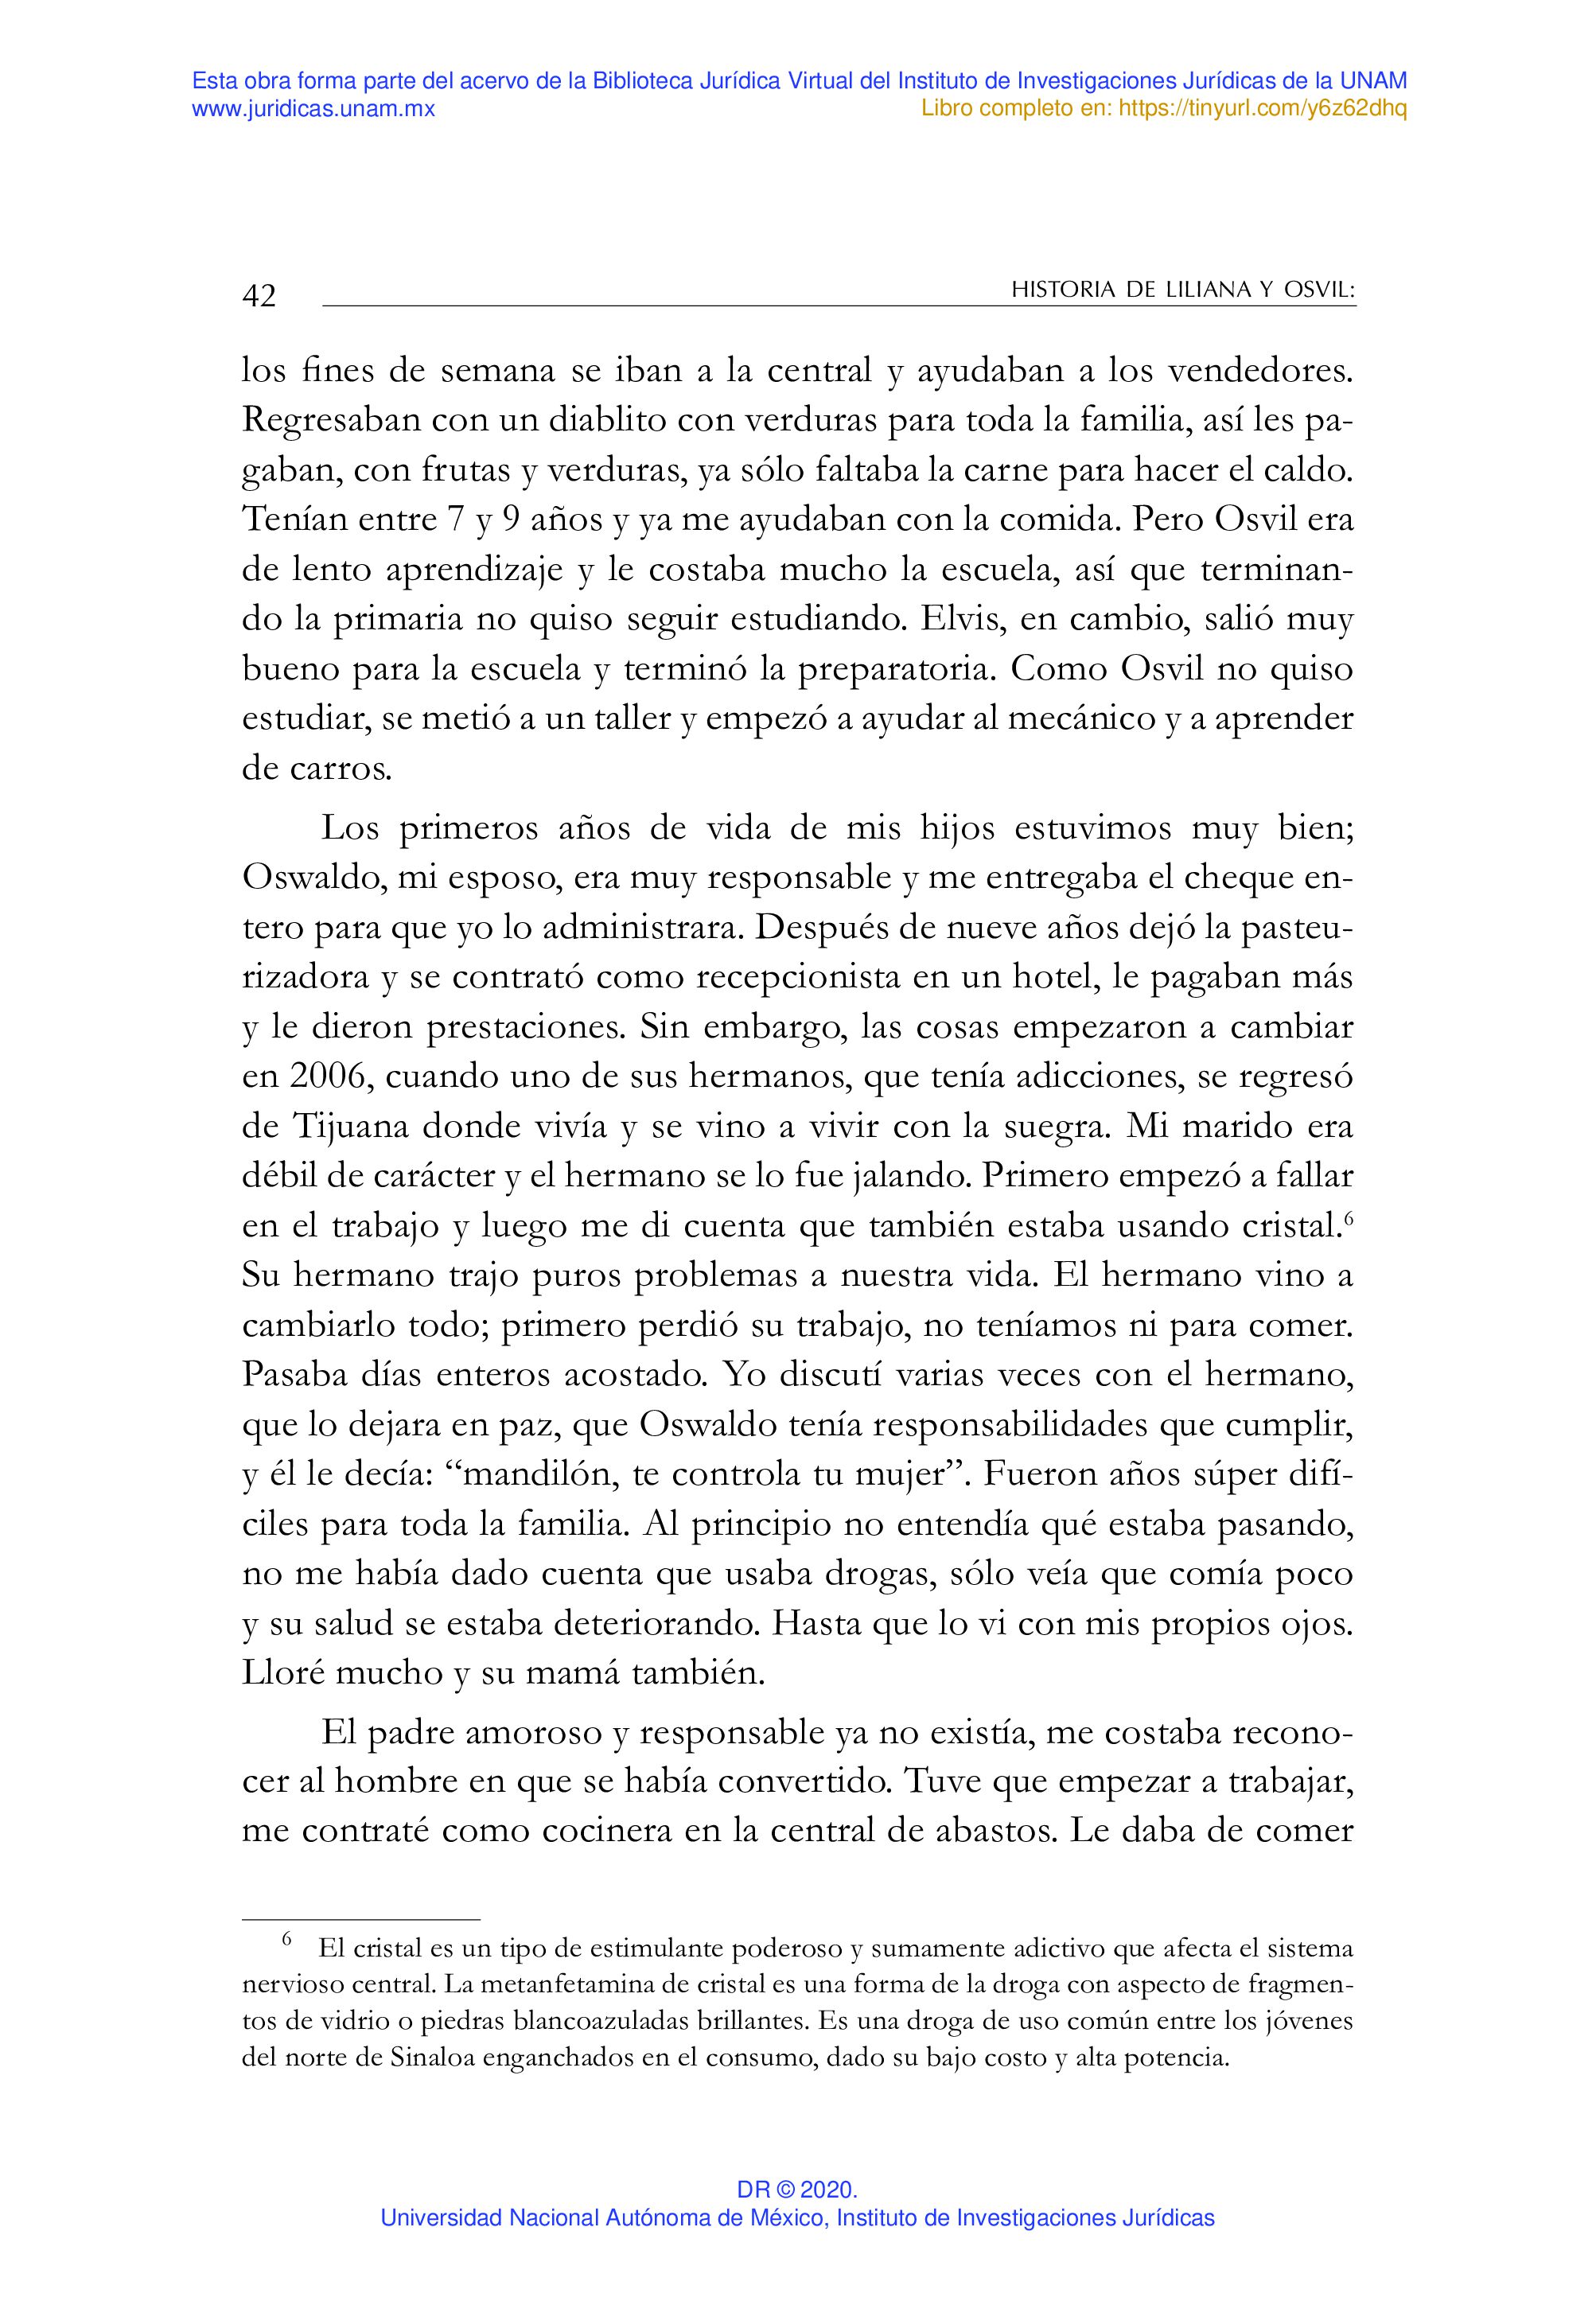 Esta obra forma parte del acervo de la Biblioteca Jurídica Virtual del Instituto de Investigaciones Jurídicas de la UNAM
www.juridicas.unam.mx
Libro completo en: https://tinyurl.com/y6z62dhq
42
HISTORIA DE LILIANA Y OSVIL:
los fines de semana se iban a la central y ayudaban a los vendedores.
Regresaban con un diablito con verduras para toda la familia, así les pa-
gaban, con frutas y verduras, ya sólo faltaba la carne para hacer el caldo.
Tenían entre 7 y 9 años y ya me ayudaban con la comida. Pero Osvil era
de lento aprendizaje y le costaba mucho la escuela, así que terminan-
do la primaria no quiso seguir estudiando. Elvis, en cambio, salió muy
bueno para la escuela y terminó la preparatoria. Como Osvil no quiso
estudiar, se metió a un taller y empezó a ayudar al mecánico y a aprender
de carros.
Los primeros años de vida de mis hijos estuvimos muy bien;
Oswaldo, mi esposo, era muy responsable y me entregaba el cheque en-
tero para que yo lo administrara. Después de nueve años dejó la pasteu-
rizadora y se contrató como recepcionista en un hotel, le pagaban más
y le dieron prestaciones. Sin embargo, las cosas empezaron a cambiar
en 2006, cuando uno de sus hermanos, que tenía adicciones, se regresó
de Tijuana donde vivía y se vino a vivir con la suegra. Mi marido era
débil de carácter y el hermano se lo fue jalando. Primero empezó a fallar
en el trabajo y luego me di cuenta que también estaba usando cristal.6
Su hermano trajo puros problemas a nuestra vida. El hermano vino a
cambiarlo todo; primero perdió su trabajo, no teníamos ni para comer.
Pasaba días enteros acostado. Yo discutí varias veces con el hermano,
que lo dejara en paz, que Oswaldo tenía responsabilidades que cumplir,
y él le decía: “mandilón, te controla tu mujer”. Fueron años súper difí-
ciles para toda la familia. Al principio no entendía qué estaba pasando,
no me había dado cuenta que usaba drogas, sólo veía que comía poco
y su salud se estaba deteriorando. Hasta que lo vi con mis propios ojos.
Lloré mucho y su mamá también.
El padre amoroso y responsable ya no existía, me costaba recono-
cer al hombre en que se había convertido. Tuve que empezar a trabajar,
me contraté como cocinera en la central de abastos. Le daba de comer
6 El cristal es un tipo de estimulante poderoso y sumamente adictivo que afecta el sistema
nervioso central. La metanfetamina de cristal es una forma de la droga con aspecto de fragmen-
tos de vidrio o piedras blancoazuladas brillantes. Es una droga de uso común entre los jóvenes
del norte de Sinaloa enganchados en el consumo, dado su bajo costo y alta potencia.
DR © 2020.
Universidad Nacional Autónoma de México, Instituto de Investigaciones Jurídicas